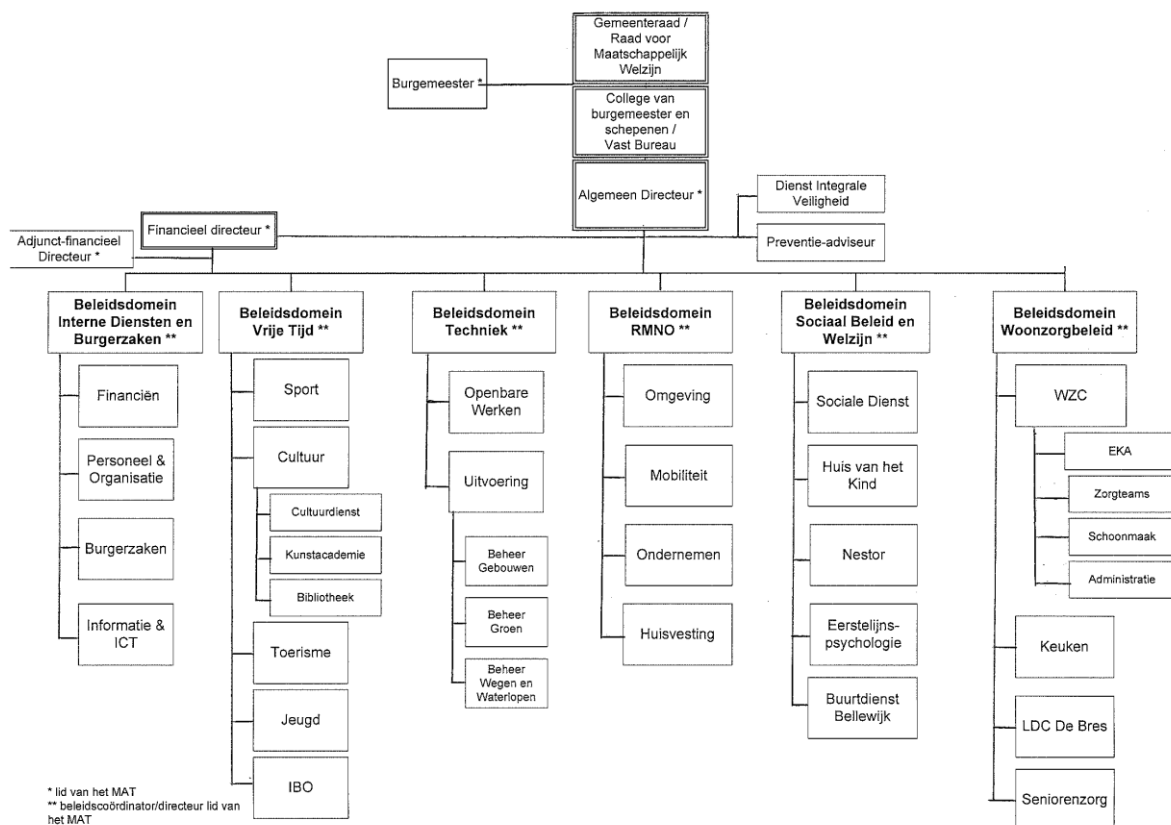 Gemeenteraad /
Raad voor
Maatschappelijk
Welzijn
Burgemeester *
College van
burgemeester en
schepenen /
Vast Bureau
Algemeen Directeur *
Dienst Integrale
Veiligheid
Financieel directeur *
Adjunct-financieel
Directeur *
Preventie-adviseur
Beleidsdomein
Interne Diensten en
Burgerzaken **
Financiën
Personeel &
Organisatie
Burgerzaken
Informatie &
ICT
Beleidsdomein
Vrije Tijd **
Sport
Cultuur
Cultuurdienst
Kunstacademie
Bibliotheek
Toerisme
Jeugd
IBO
Beleidsdomein
Techniek **
Openbare
Werken
Uitvoering
Beheer
Gebouwen
Beheer
Groen
Beheer
Wegen en
Waterlopen
Beleidsdomein
RMNO **
Omgeving
Mobiliteit
Ondernemen
Huisvesting
Beleidsdomein
Sociaal Beleid en
Welzijn **
Sociale Dienst
Huis van het
Kind
Nestor
Eerstelijns-
psychologie
Buurtdienst
Bellewijk
Beleidsdomein
Woonzorgbeleid **
WZC
EKA
Zorgteams
Schoonmaak
Administratie
Keuken
LDC De Bres
Seniorenzorg
* lid van het MAT
** beleidscoördinator/directeur lid van
het MAT